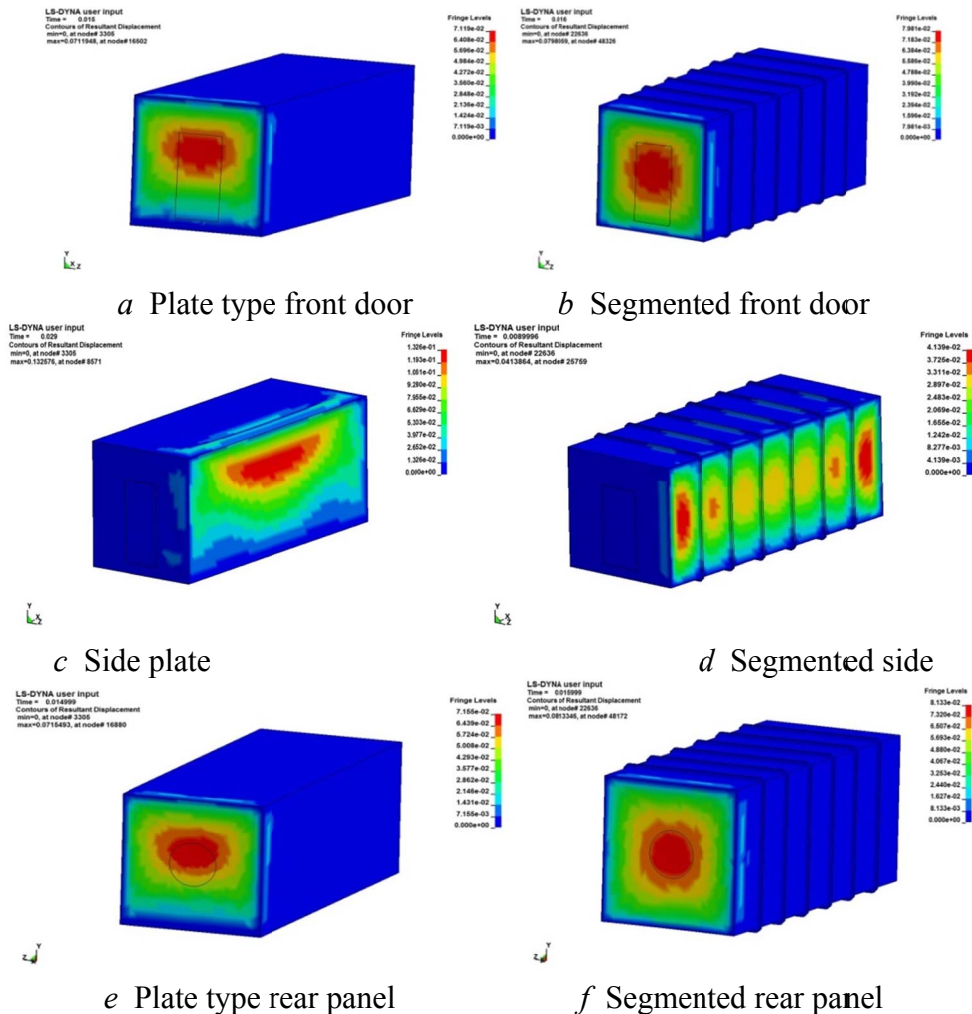 LS-DYNA user input
Time = 0.015
Contours of Resultant Displacement
min=0, at node# 3305
max=0.0711948, at node#16502
Fringe Levels
7.119e-02
6.408e-02
5.696e-02
4.984e-02
4.272e-02
3.560e-02
2.848e-02
2.136e-02
1.424e-02
7.119e-03
0.000e+00
Y
X
Z
a Plate type front door
LS-DYNA user input
Time = 0.016
Contours of Resultant Displacement
min=0, at node# 22636
max=0.0798059, at node# 48326
Fringe Levels
7.981e-02
7.183e-02
6.384e-02
5.586e-02
4.788e-02
3.990e-02
3.192e-02
2.394e-02
1.596e-02
7.981e-03
0.000e+00
Y
X
Z
b Segmented front door
LS-DYNA user input
Time = 0.029
Contours of Resultant Displacement
min=0, at node# 3305
max=0.132576, at node# 8571
Fringe Levels
1.326e-01
1.193e-01
1.061e-01
9.280e-02
7.955e-02
6.629e-02
5.303e-02
3.977e-02
2.652e-02
1.326e-02
0.000e+00
Y
X
Z
c Side plate
LS-DYNA user input
Time = 0.0089996
Contours of Resultant Displacement
min=0, at node# 22636
max=0.0413864, at node# 25759
Fringe Levels
4.139e-02
3.725e-02
3.311e-02
2.897e-02
2.483e-02
2.069e-02
1.655e-02
1.242e-02
8.277e-03
4.139e-03
0.000e+00
Y
X
Z
d Segmented side
LS-DYNA user input
Time = 0.014999
Contours of Resultant Displacement
min=0, at node# 3305
max=0.0715493, at node# 16880
Fringe Levels
7.155e-02
6.439e-02
5.724e-02
5.008e-02
4.293e-02
3.577e-02
2.862e-02
2.146e-02
1.431e-02
7.155e-03
0.000e+00
Y
Z
e Plate type rear panel
LS-DYNA user input
Time = 0.015999
Contours of Resultant Displacement
min=0, at node# 22636
max=0.0813346, at node# 48172
Fringe Levels
8.133e-02
7.320e-02
6.507e-02
5.693e-02
4.880e-02
4.067e-02
3.253e-02
2.440e-02
1.627e-02
8.133e-03
0.000e+00
Y
Z
f Segmented rear panel